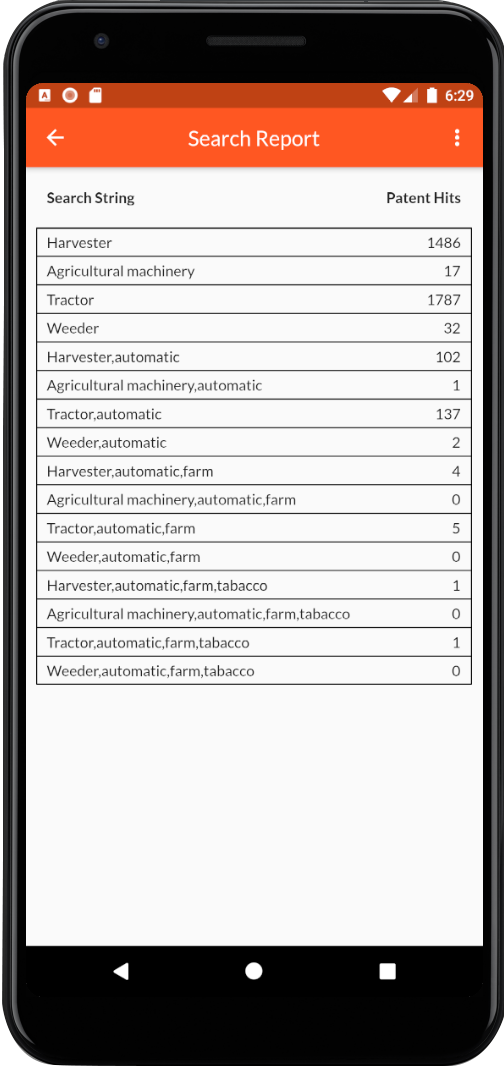 6:29
Search Report
Search String Patent Hits
Harvester 1486
Agricultural machinery 17
Tractor 1787
Weeder 32
Harvester,automatic 102
Agricultural machinery,automatic 1
Tractor,automatic 137
Weeder,automatic 2
Harvester,automatic,farm 4
Agricultural machinery,automatic,farm 0
Tractor,automatic,farm 5
Weeder,automatic,farm 0
Harvester,automatic,farm,tabacco 1
Agricultural machinery,automatic,farm,tabacco 0
Tractor,automatic,farm,tabacco 1
Weeder,automatic,farm,tabacco 0